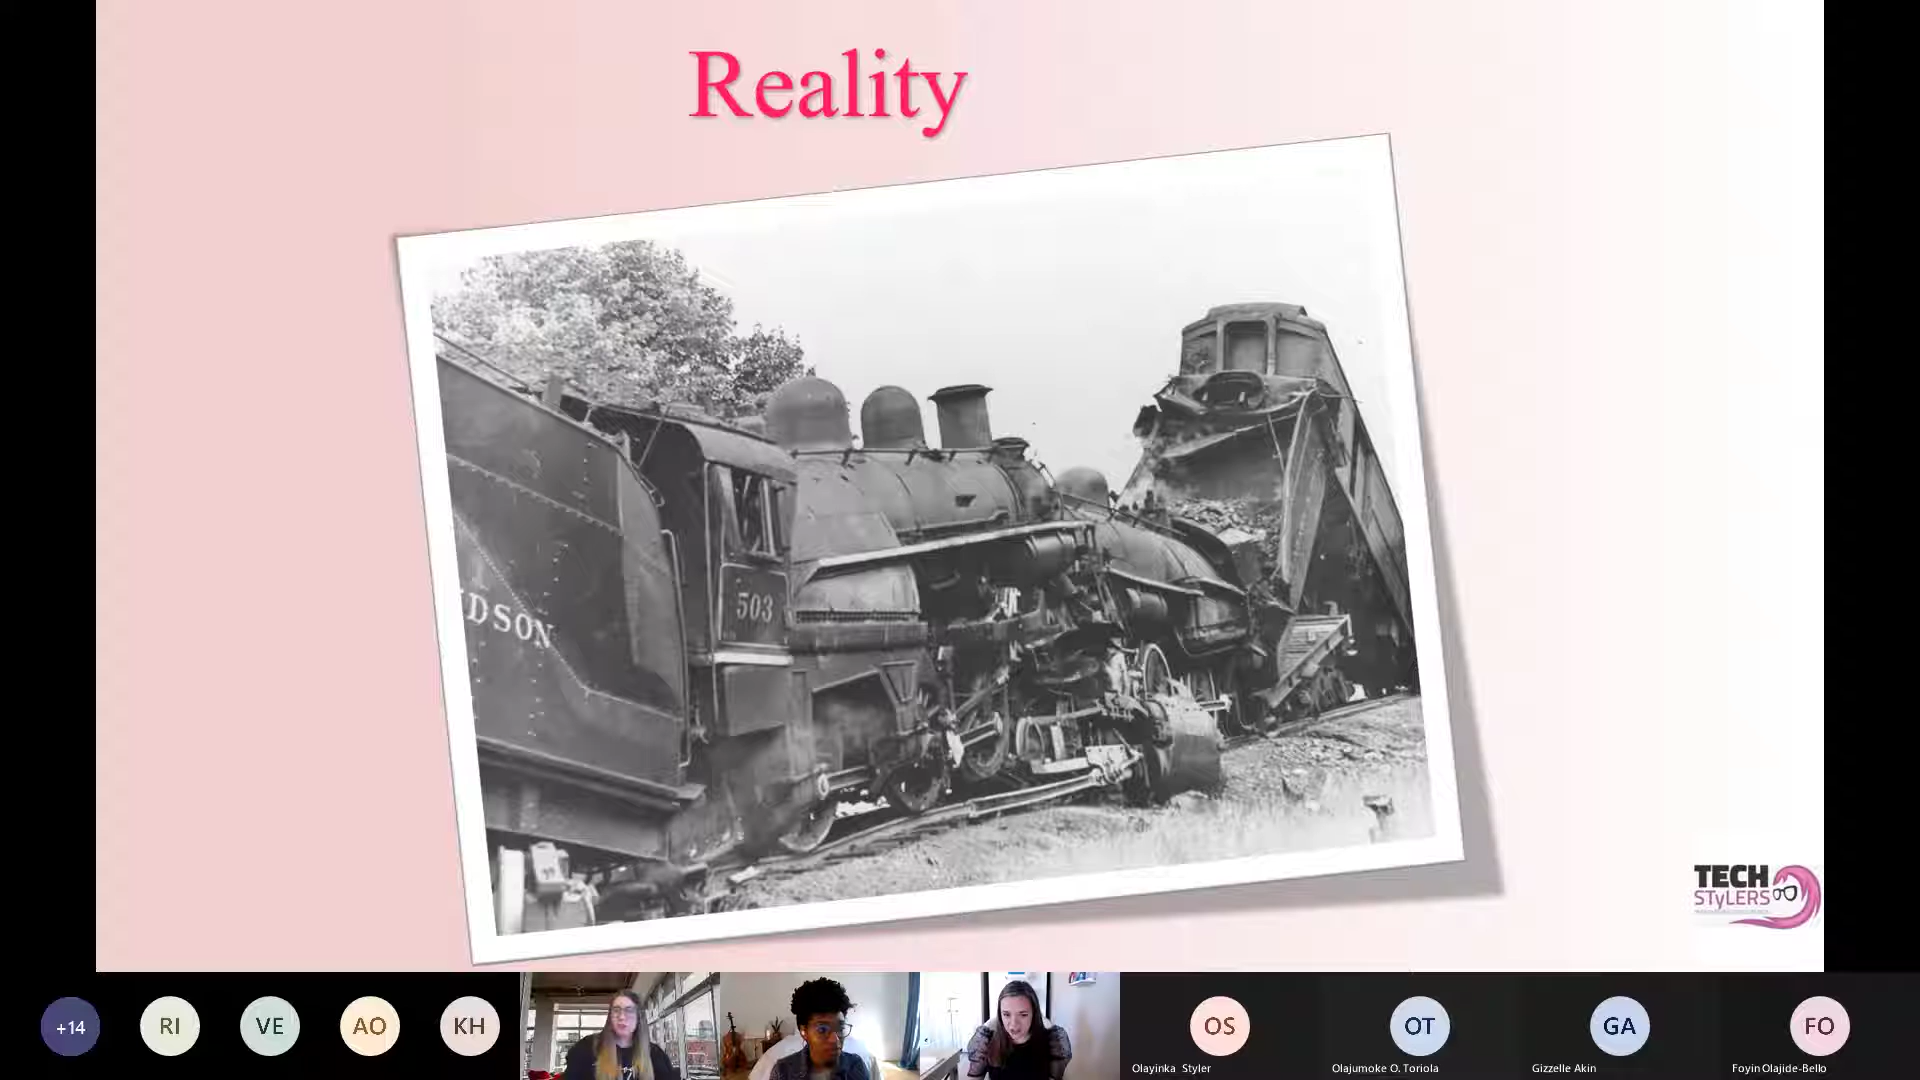 Reality
DSON
503
TECH
STyLERS
+14
RI
VE
AO
KH
OS
OT
GA
FO
Olayinka Styler
Olajumoke O. Toriola
Gizzelle Akin
Foyin Olajide-Bello